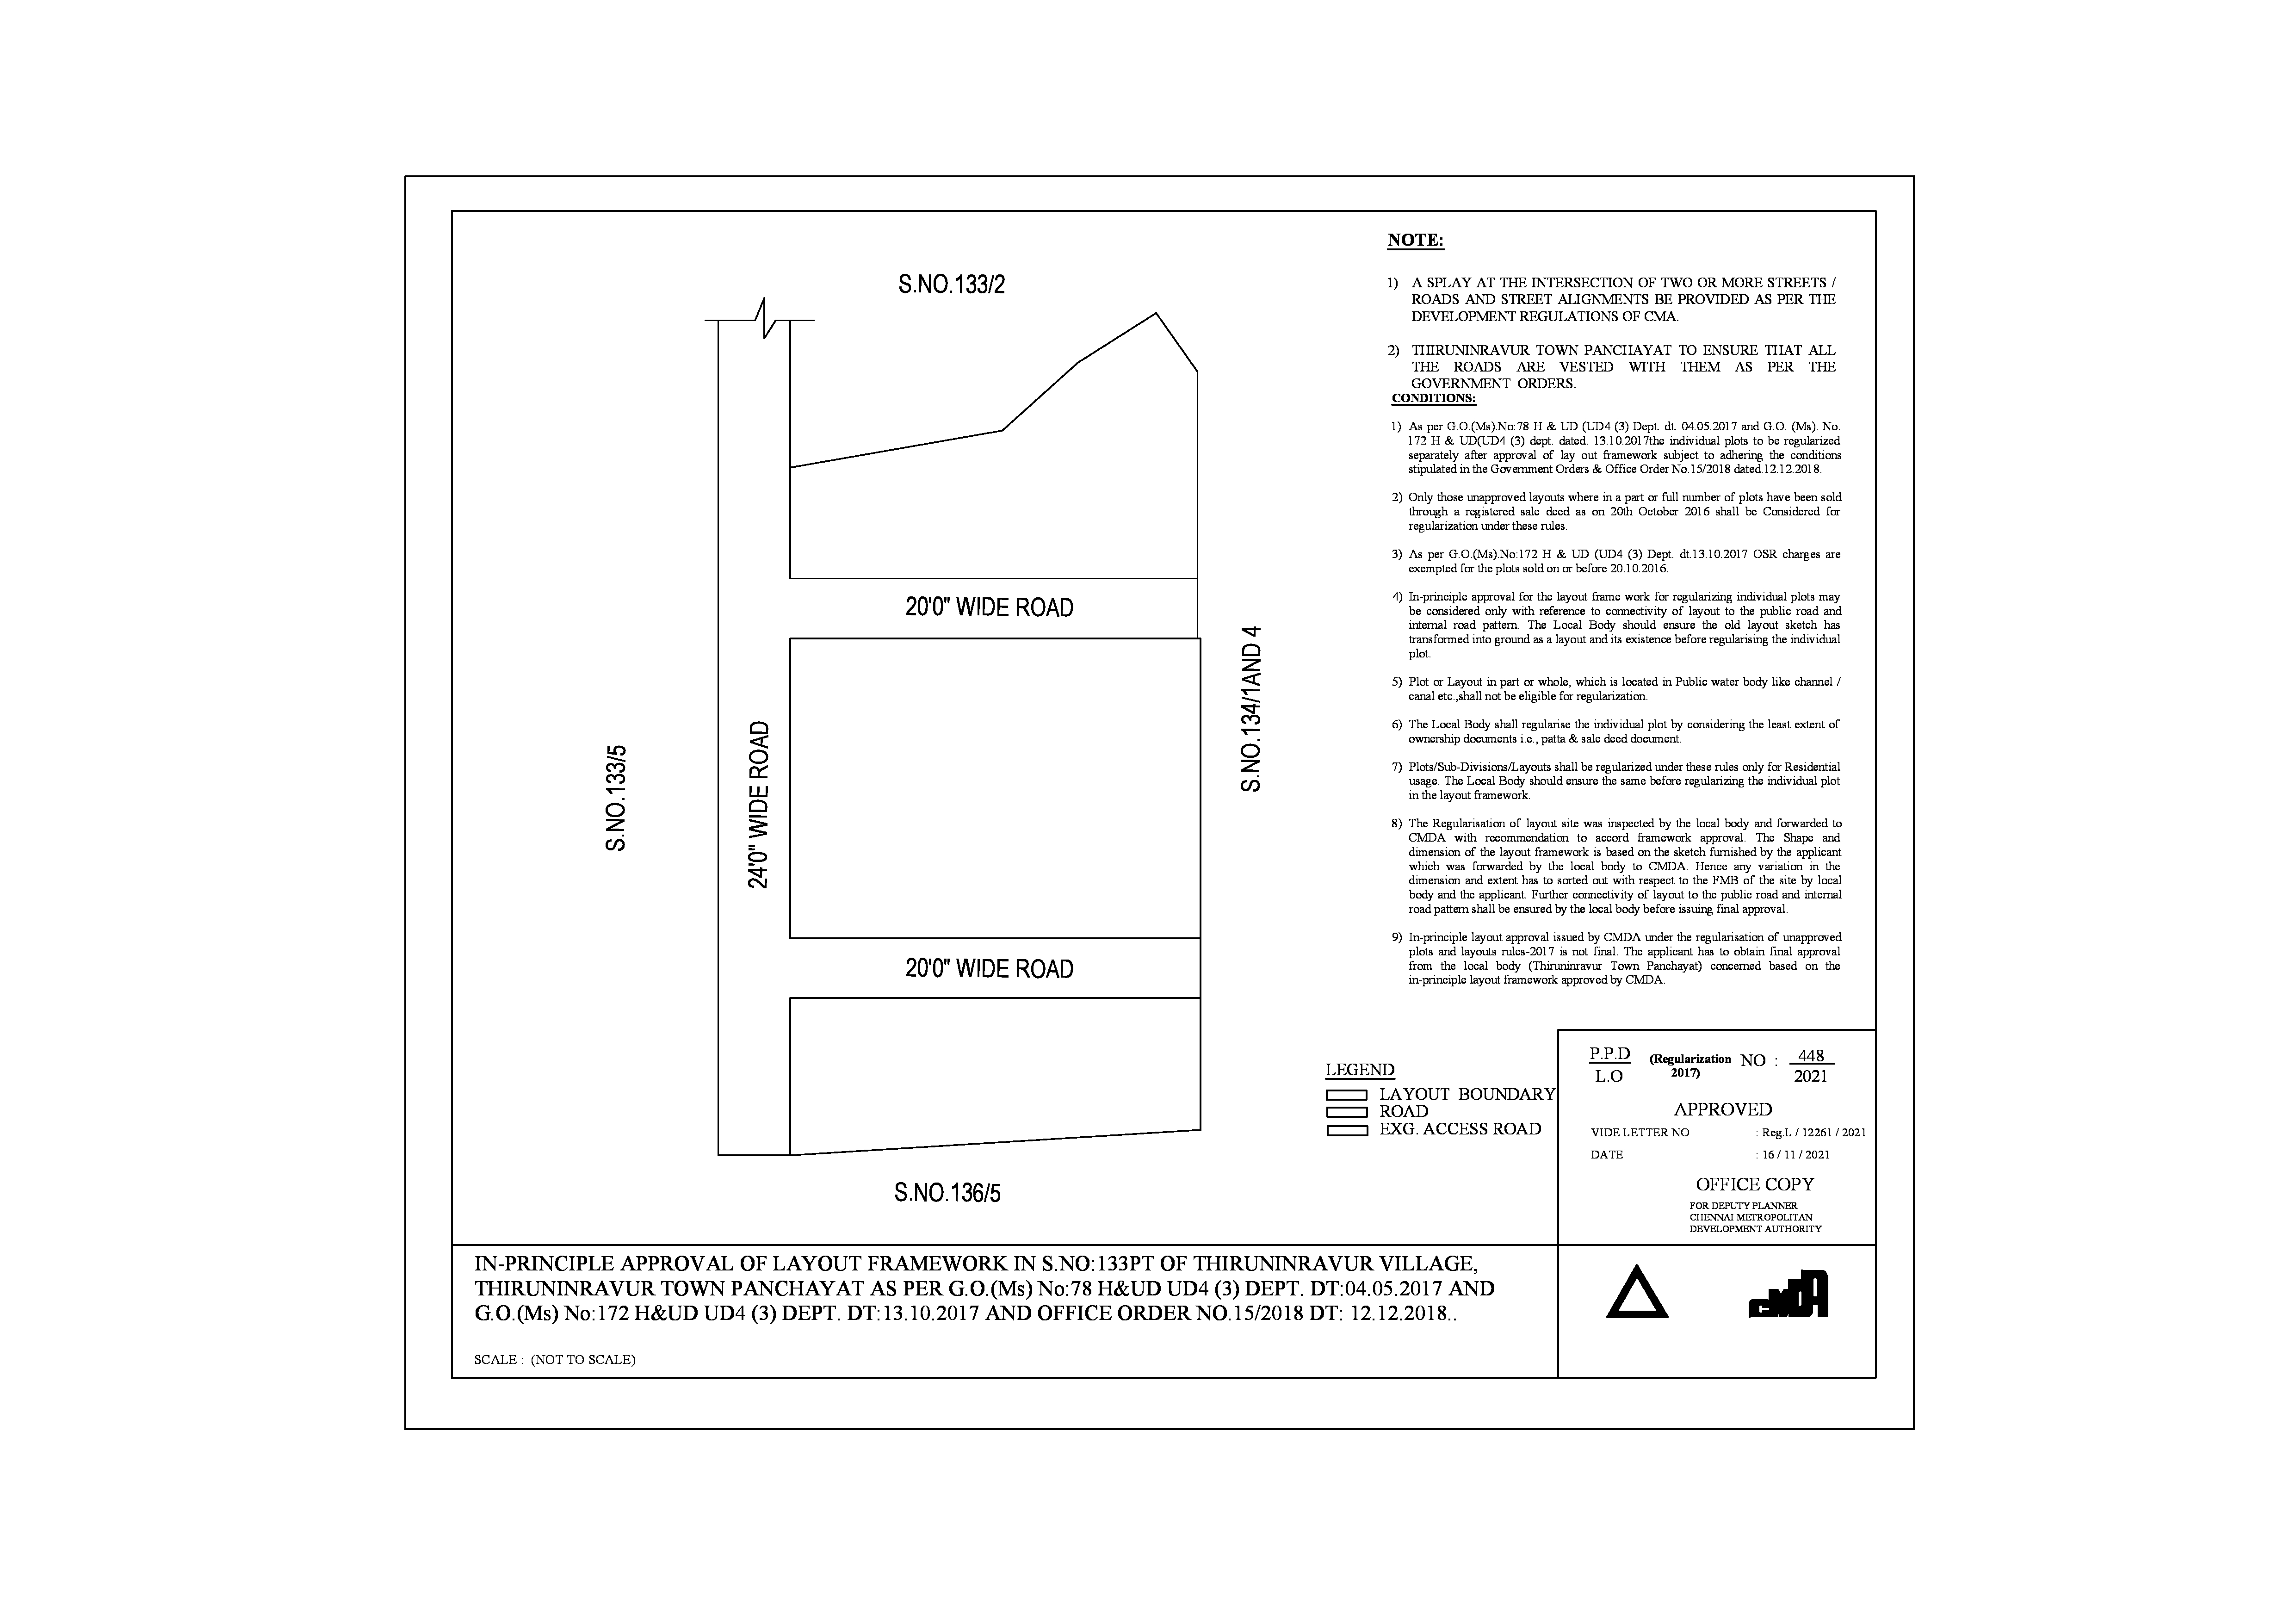 S.NO.133/2
S.NO.133/5
24'0" WIDE ROAD
20'0" WIDE ROAD
20'0" WIDE ROAD
S.NO.134/1AND 4
S.NO.136/5
NOTE:
1) A SPLAY AT THE INTERSECTION OF TWO OR MORE STREETS /
ROADS AND STREET ALIGNMENTS BE PROVIDED AS PER THE
DEVELOPMENT REGULATIONS OF CMA.
2) THIRUNINRAVUR TOWN PANCHAYAT TO ENSURE THAT ALL
THE ROADS ARE VESTED WITH THEM AS PER THE
GOVERNMENT ORDERS.
CONDITIONS:
1) As per G.O.(Ms).No:78 H & UD (UD4 (3) Dept. dt. 04.05.2017 and G.O. (Ms). No.
172 H & UD(UD4 (3) dept. dated. 13.10.2017the individual plots to be regularized
separately after approval of lay out framework subject to adhering the conditions
stipulated in the Government Orders & Office Order No.15/2018 dated.12.12.2018.
2) Only those unapproved layouts where in a part or full number of plots have been sold
through a registered sale deed as on 20th October 2016 shall be Considered for
regularization under these rules.
3) As per G.O.(Ms).No:172 H & UD (UD4 (3) Dept. dt.13.10.2017 OSR charges are
exempted for the plots sold on or before 20.10.2016.
4) In-principle approval for the layout frame work for regularizing individual plots may
be considered only with reference to connectivity of layout to the public road and
internal road pattern. The Local Body should ensure the old layout sketch has
transformed into ground as a layout and its existence before regularising the individual
plot.
5) Plot or Layout in part or whole, which is located in Public water body like channel /
canal etc.,shall not be eligible for regularization.
6) The Local Body shall regularise the individual plot by considering the least extent of
ownership documents i.e., patta & sale deed document.
7) Plots/Sub-Divisions/Layouts shall be regularized under these rules only for Residential
usage. The Local Body should ensure the same before regularizing the individual plot
in the layout framework.
8) The Regularisation of layout site was inspected by the local body and forwarded to
CMDA with recommendation to accord framework approval. The Shape and
dimension of the layout framework is based on the sketch furnished by the applicant
which was forwarded by the local body to CMDA. Hence any variation in the
dimension and extent has to sorted out with respect to the FMB of the site by local
body and the applicant. Further connectivity of layout to the public road and internal
road pattern shall be ensured by the local body before issuing final approval.
9) In-principle layout approval issued by CMDA under the regularisation of unapproved
plots and layouts rules-2017 is not final. The applicant has to obtain final approval
from the local body (Thiruninravur Town Panchayat) concerned based on the
in-principle layout framework approved by CMDA.
LEGEND
LAYOUT BOUNDARY
ROAD
EXG. ACCESS ROAD
P.P.D (Regularization NO : 448
L.O 2017) 2021
APPROVED
VIDE LETTER NO : Reg.L / 12261 / 2021
DATE : 16 / 11 / 2021
OFFICE COPY
FOR DEPUTY PLANNER
CHENNAI METROPOLITAN
DEVELOPMENT AUTHORITY
IN-PRINCIPLE APPROVAL OF LAYOUT FRAMEWORK IN S.NO:133PT OF THIRUNINRAVUR VILLAGE,
THIRUNINRAVUR TOWN PANCHAYAT AS PER G.O.(Ms) No:78 H&UD UD4 (3) DEPT. DT:04.05.2017 AND
G.O.(Ms) No:172 H&UD UD4 (3) DEPT. DT:13.10.2017 AND OFFICE ORDER NO.15/2018 DT: 12.12.2018..
SCALE : (NOT TO SCALE)
CMDA